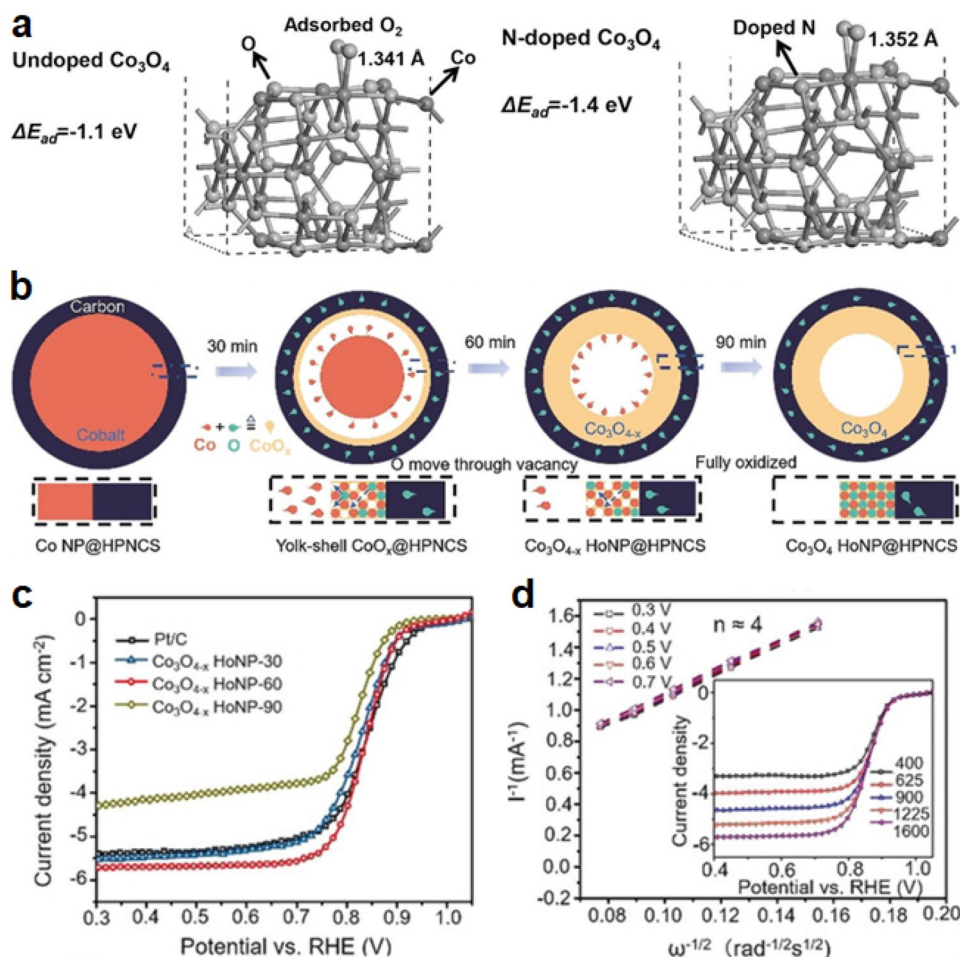 a
Undoped Co₃O₄
ΔE_ad=-1.1 eV
O
Adsorbed O₂
1.341 Å
Co
N-doped Co₃O₄
ΔE_ad=-1.4 eV
Doped N
1.352 Å
b
Carbon
Cobalt
30 min
60 min
90 min
Co + O ≜ CoOₓ
O move through vacancy
Co₃O₄₋ₓ
Fully oxidized
Co₃O₄
Co NP@HPNCS
Yolk-shell CoOₓ@HPNCS
Co₃O₄₋ₓ HoNP@HPNCS
Co₃O₄ HoNP@HPNCS
c
Current density (mA cm⁻²)
0
-1
-2
-3
-4
-5
-6
Pt/C
Co₃O₄₋ₓ HoNP-30
Co₃O₄₋ₓ HoNP-60
Co₃O₄₋ₓ HoNP-90
0.3 0.4 0.5 0.6 0.7 0.8 0.9 1.0
Potential vs. RHE (V)
d
I⁻¹(mA⁻¹)
1.6
1.4
1.2
1.0
0.8
0.6
0.4
0.2
0.0
-0.2
0.3 V
0.4 V
0.5 V
0.6 V
0.7 V
n ≈ 4
Current density
0
-2
-4
-6
400
625
900
1225
1600
0.4 0.6 0.8 1.0
Potential vs. RHE (V)
0.08 0.10 0.12 0.14 0.16 0.18 0.20
ω⁻¹/² (rad⁻¹/²s¹/²)